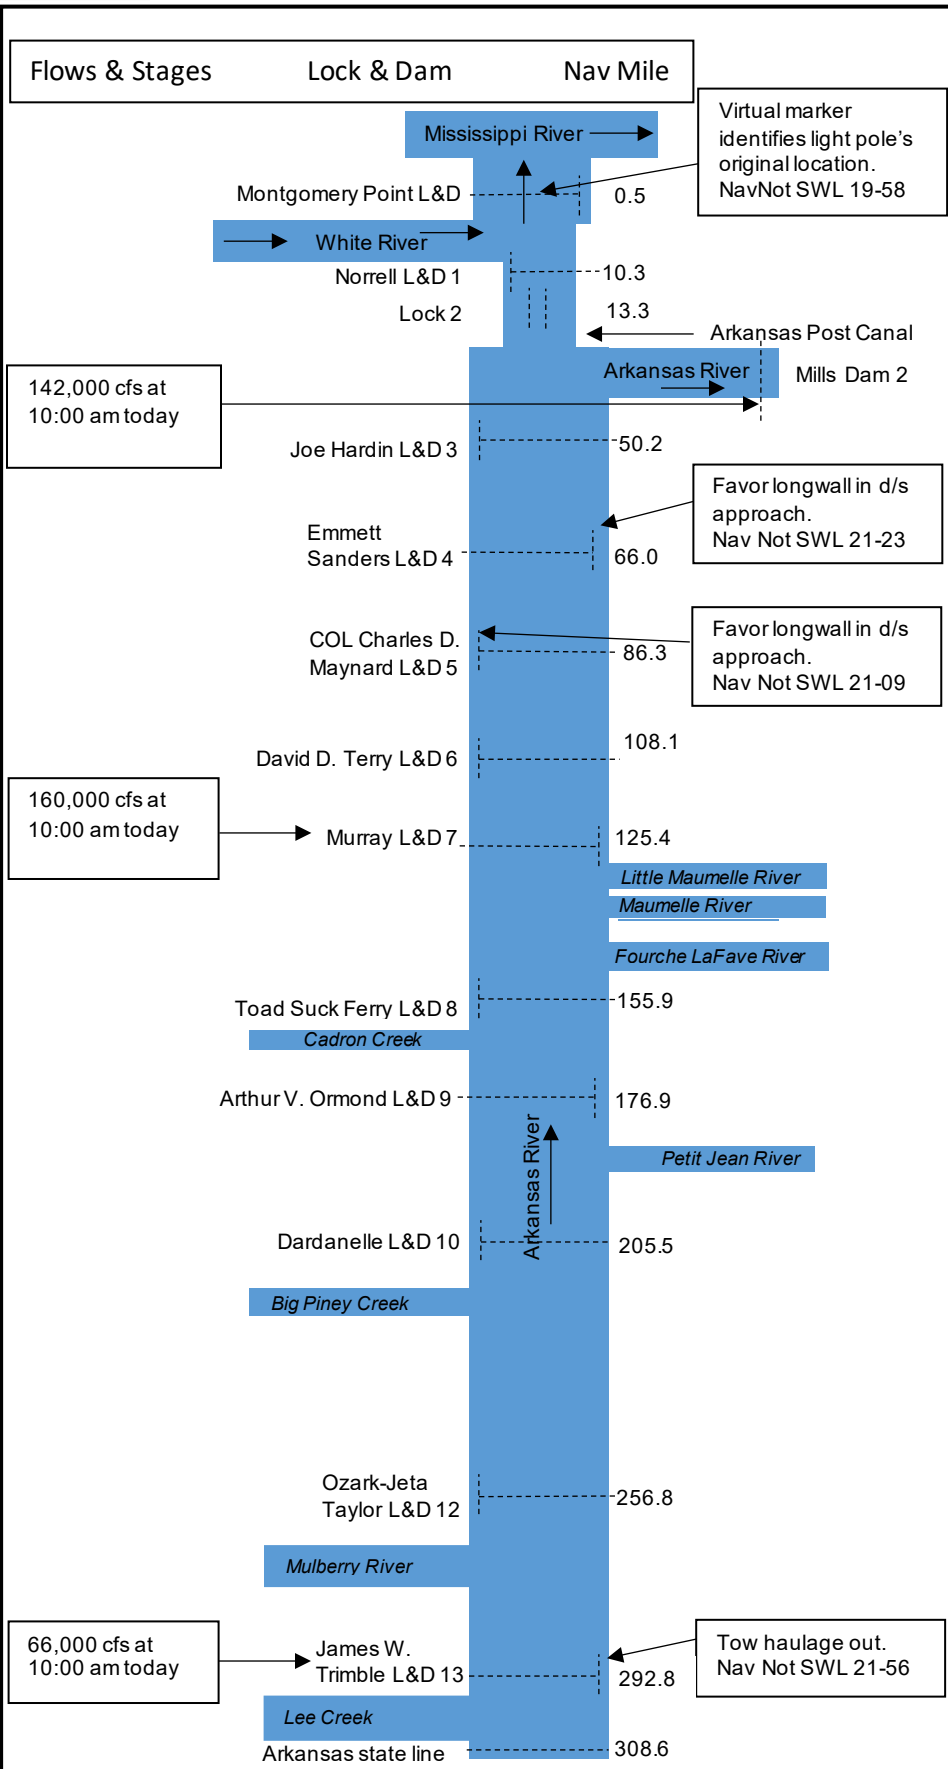 Flows & Stages Lock & Dam Nav Mile
Mississippi River
Virtual marker
identifies light pole's
original location.
NavNot SWL 19-58
Montgomery Point L&D
0.5
White River
Norrell L&D 1
10.3
Lock 2
13.3
Arkansas Post Canal
Arkansas River
Mills Dam 2
142,000 cfs at
10:00 am today
Joe Hardin L&D 3
50.2
Favor longwall in d/s
approach.
Nav Not SWL 21-23
Emmett
Sanders L&D 4
66.0
COL Charles D.
Maynard L&D 5
86.3
Favor longwall in d/s
approach.
Nav Not SWL 21-09
David D. Terry L&D 6
108.1
160,000 cfs at
10:00 am today
Murray L&D 7
125.4
Little Maumelle River
Maumelle River
Fourche LaFave River
Toad Suck Ferry L&D 8
155.9
Cadron Creek
Arthur V. Ormond L&D 9
176.9
Arkansas River
Petit Jean River
Dardanelle L&D 10
205.5
Big Piney Creek
Ozark-Jeta
Taylor L&D 12
256.8
Mulberry River
66,000 cfs at
10:00 am today
James W.
Trimble L&D 13
292.8
Tow haulage out.
Nav Not SWL 21-56
Lee Creek
Arkansas state line
308.6